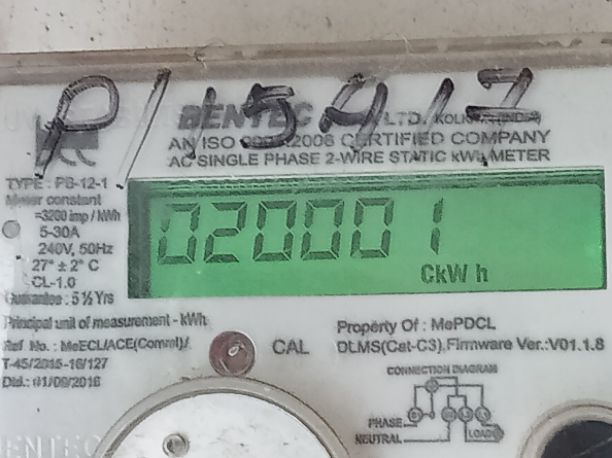 P/15417
BENTEC LTD. KOLKATA (INDIA)
AN ISO 9001:2008 CERTIFIED COMPANY
AC SINGLE PHASE 2-WIRE STATIC kWh METER
TYPE : PB-12-1
Meter constant
=3200 imp / kWh
5-30A
240V, 50Hz
27° ± 2° C
CL-1.0
Guarantee : 5 ½ Yrs
020001
CkW h
Principal unit of measurement - kWh
Ref No. : MeECL/ACE(Comml)/
T-45/2015-16/127
Dtd.: 01/09/2016
CAL
Property Of : MePDCL
DLMS(Cat-C3), Firmware Ver.:V01.1.8
CONNECTION DIAGRAM
PHASE
NEUTRAL
LOAD
BENTEC